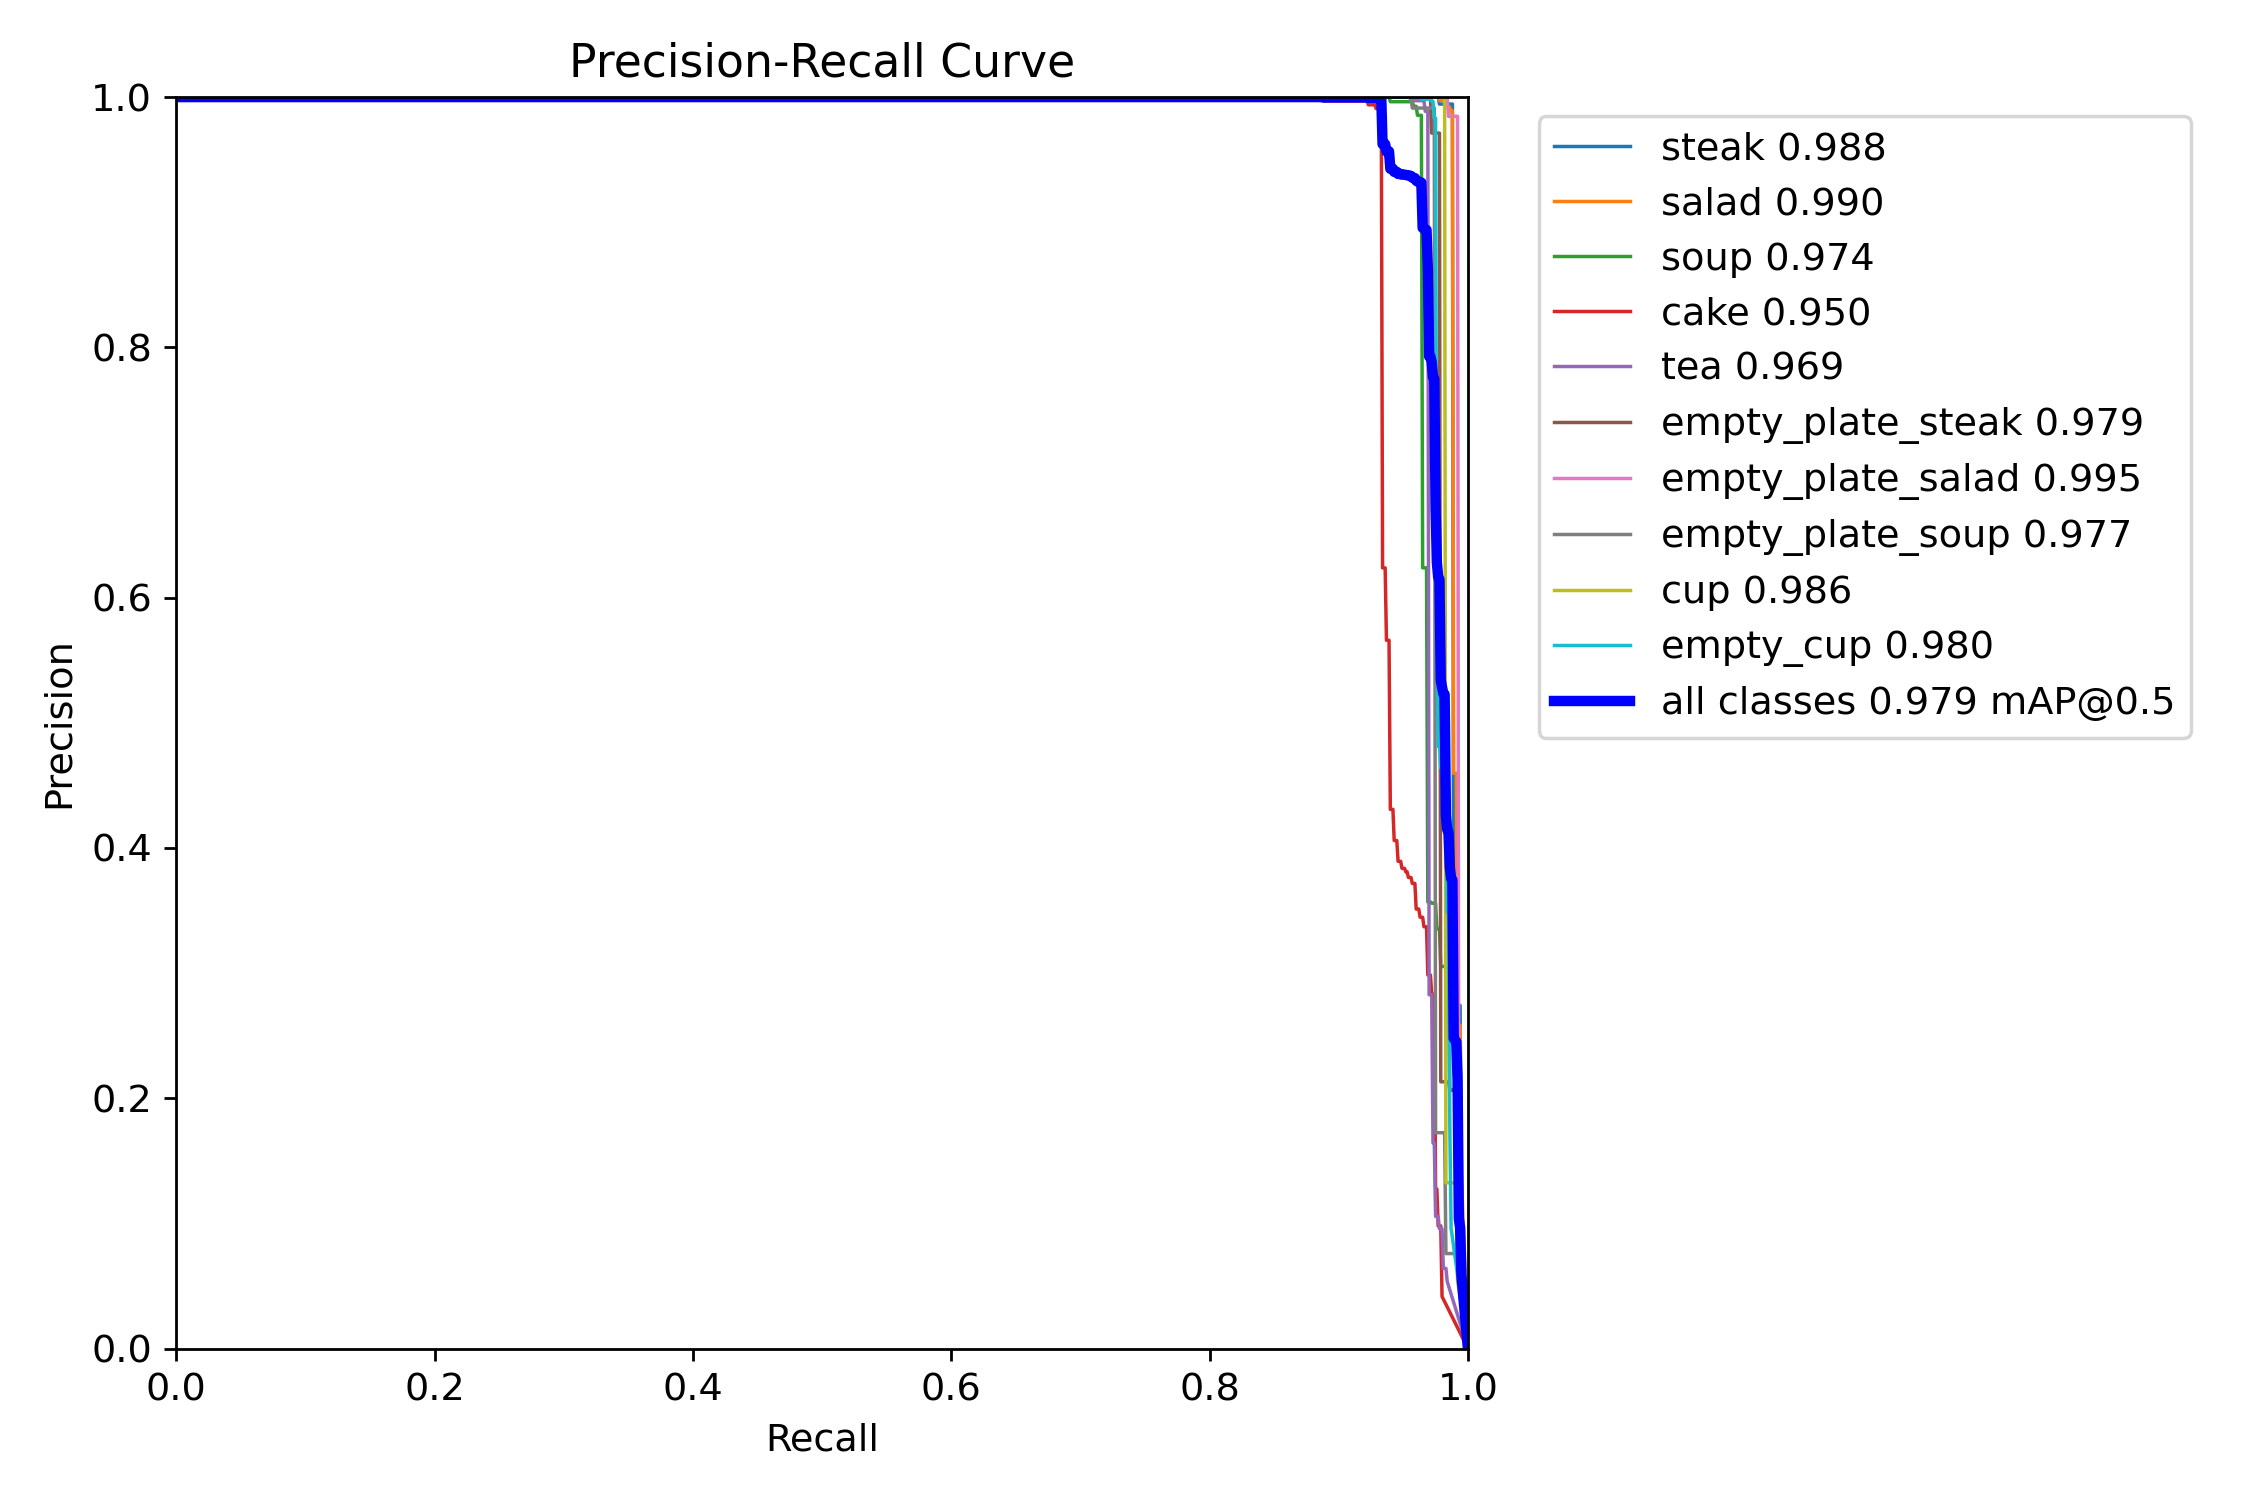 Precision-Recall Curve
1.0
0.8
0.6
0.4
0.2
0.0
Precision
0.0 0.2 0.4 0.6 0.8 1.0
Recall
steak 0.988
salad 0.990
soup 0.974
cake 0.950
tea 0.969
empty_plate_steak 0.979
empty_plate_salad 0.995
empty_plate_soup 0.977
cup 0.986
empty_cup 0.980
all classes 0.979 mAP@0.5